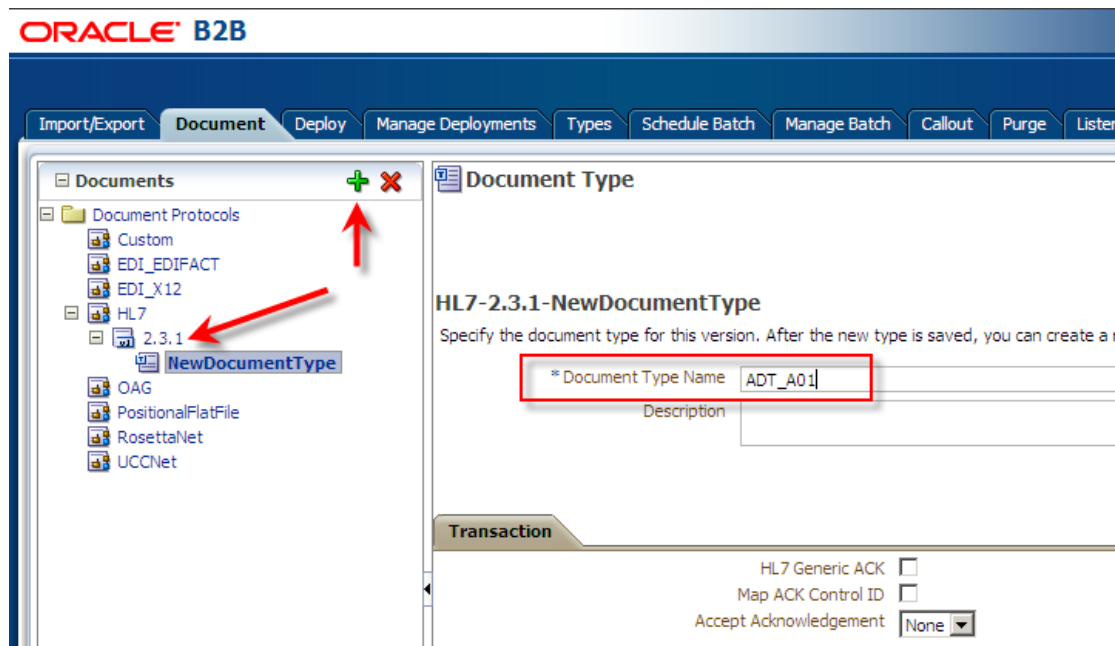 ORACLE B2B
Import/Export Document Deploy Manage Deployments Types Schedule Batch Manage Batch Callout Purge
Documents
Document Protocols
Custom
EDI_EDIFACT
EDI_X12
HL7
2.3.1
NewDocumentType
OAG
PositionalFlatFile
RosettaNet
UCCNet
Document Type
HL7-2.3.1-NewDocumentType
Specify the document type for this version. After the new type is saved, you can create a
* Document Type Name ADT_A01
Description
Transaction
HL7 Generic ACK
Map ACK Control ID
Accept Acknowledgement None